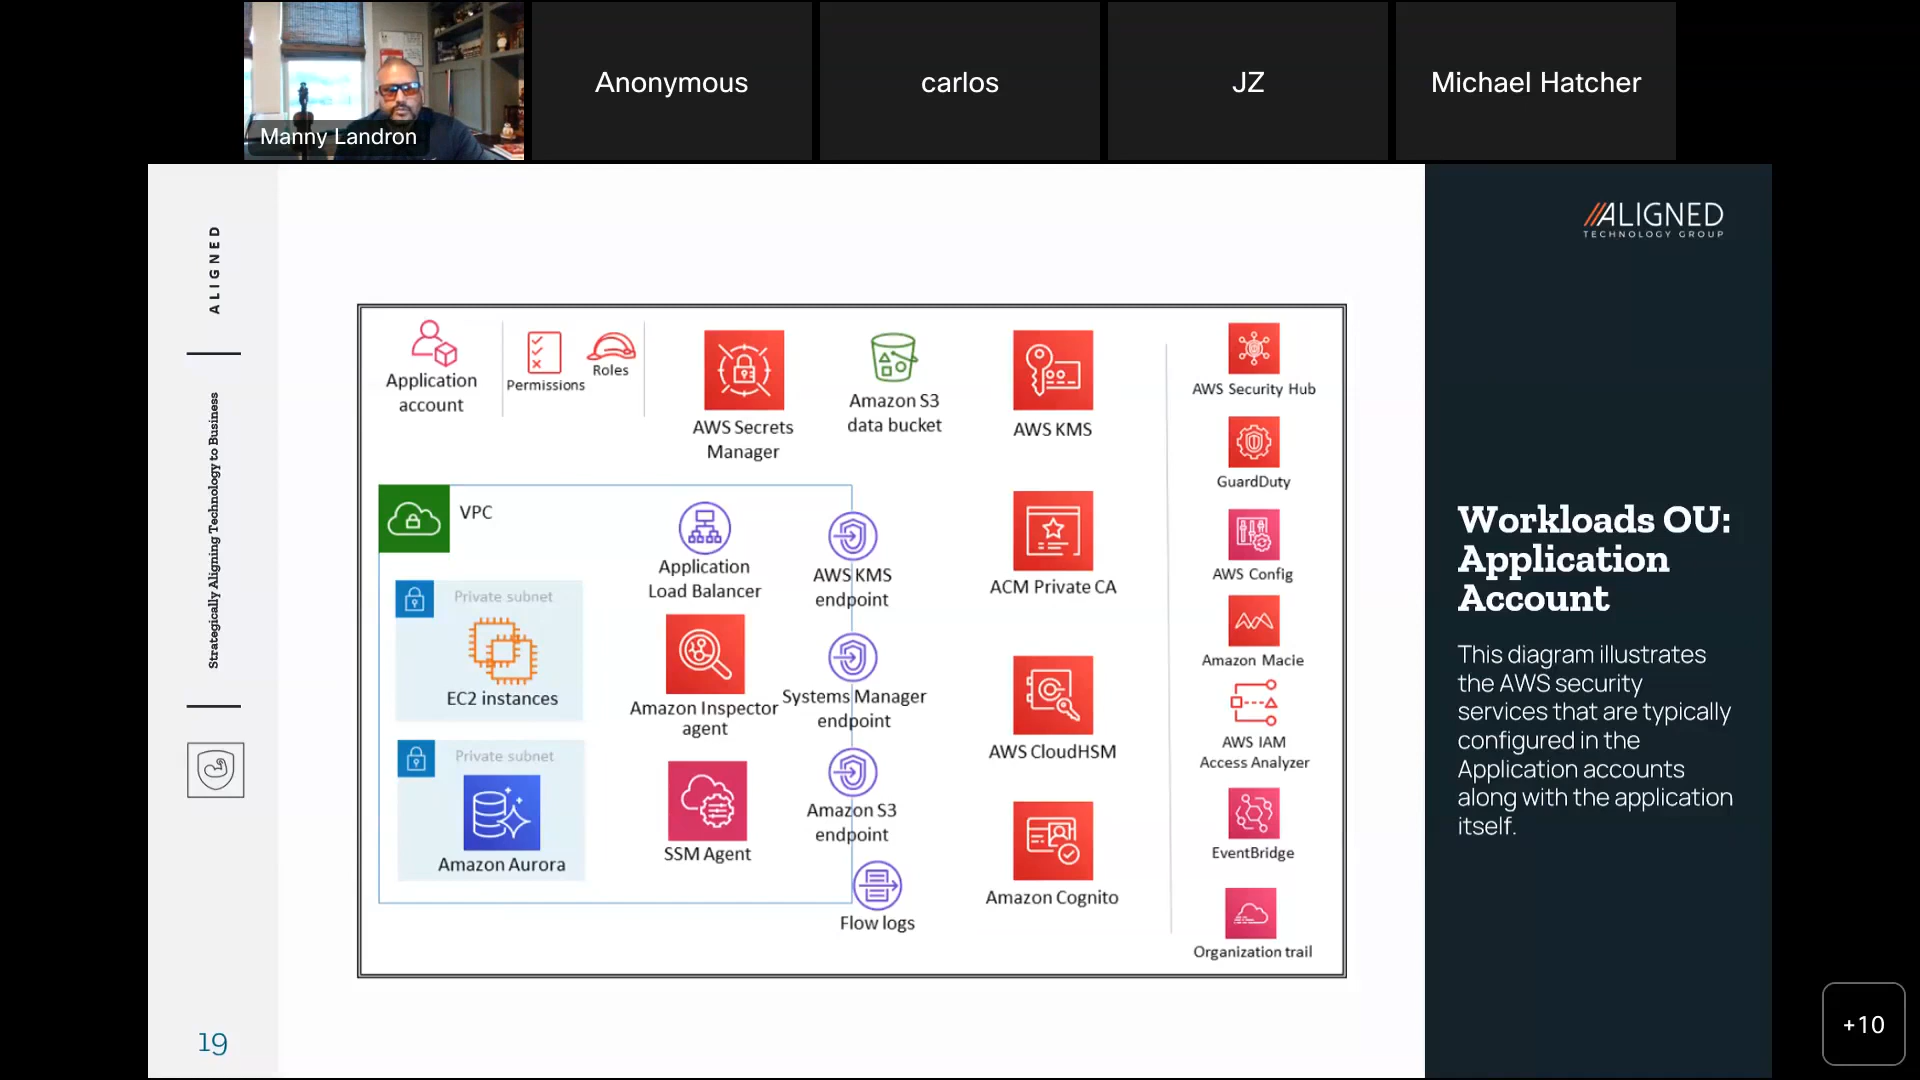 Manny Landron
Anonymous
carlos
JZ
Michael Hatcher
ALIGNED
Strategically Aligning Technology to Business
19
Application
account
Permissions
Roles
AWS Secrets
Manager
Amazon S3
data bucket
AWS KMS
VPC
Private subnet
EC2 instances
Private subnet
Amazon Aurora
Application
Load Balancer
Amazon Inspector
agent
SSM Agent
AWS KMS
endpoint
Systems Manager
endpoint
Amazon S3
endpoint
Flow logs
ACM Private CA
AWS CloudHSM
Amazon Cognito
AWS Security Hub
GuardDuty
AWS Config
Amazon Macie
AWS IAM
Access Analyzer
EventBridge
Organization trail
ALIGNED
TECHNOLOGY GROUP
Workloads OU:
Application
Account
This diagram illustrates
the AWS security
services that are typically
configured in the
Application accounts
along with the application
itself.
+10